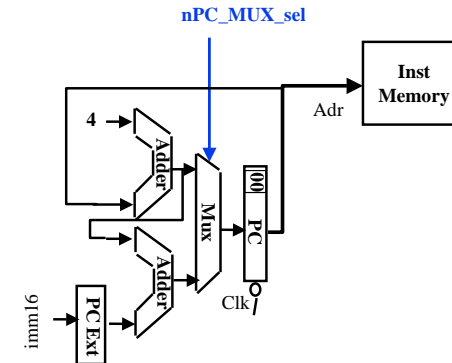 nPC_MUX_sel
Inst
Memory
Adr
4
Adder
Mux
00
PC
Adder
Clk
imm16
PC Ext